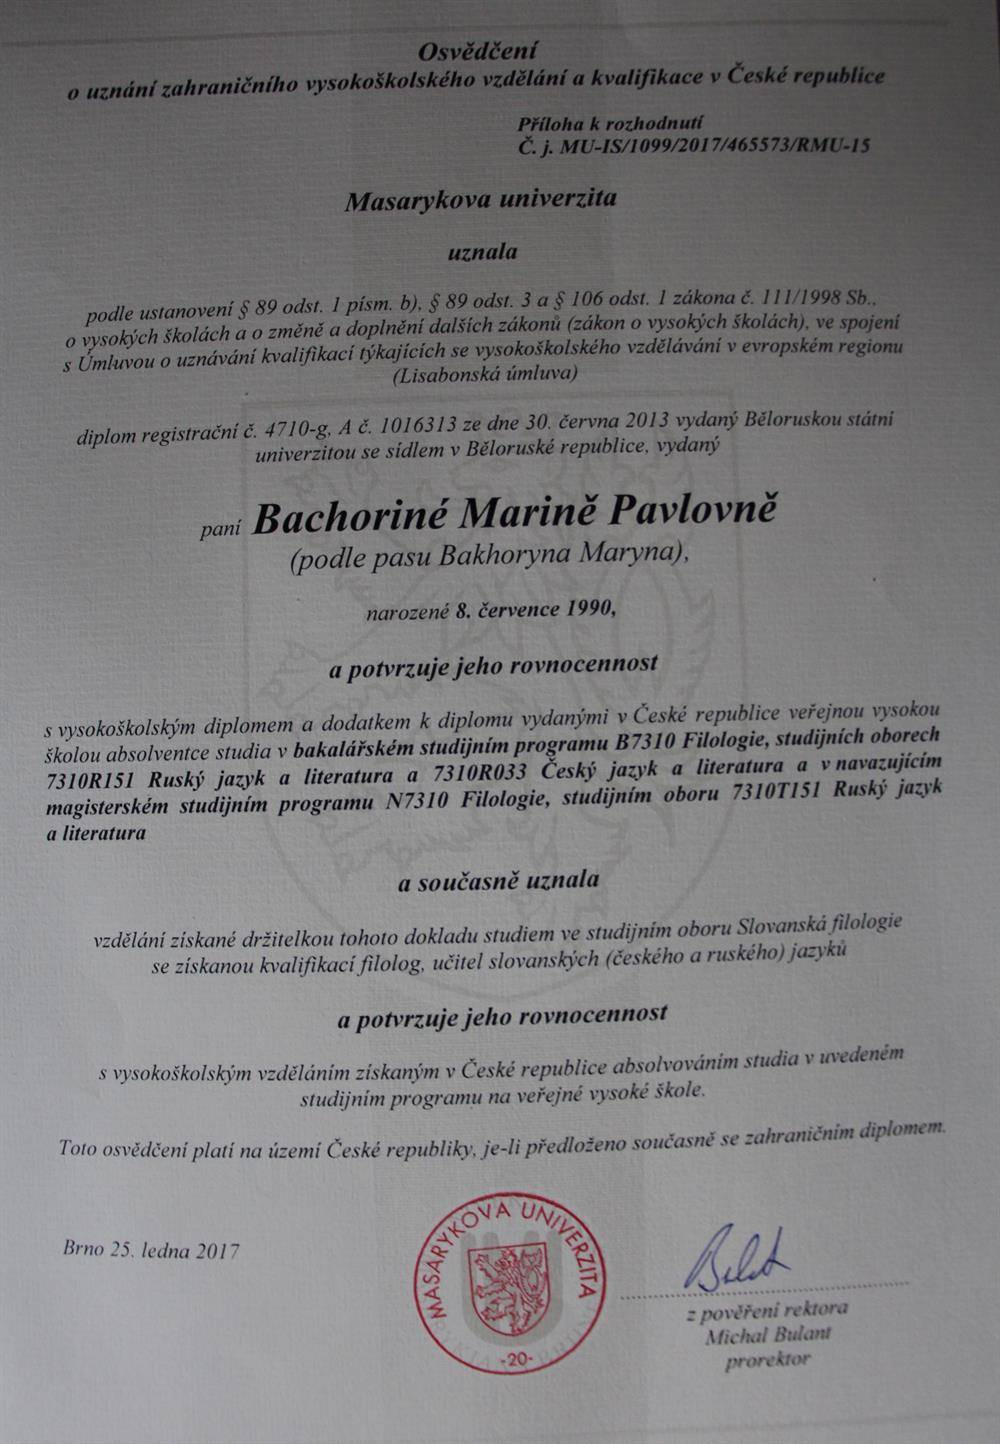 Osvědčení
o uznání zahraničního vysokoškolského vzdělání a kvalifikace v České republice
Příloha k rozhodnutí
Č. j. MU-IS/1099/2017/465573/RMU-15
Masarykova univerzita
uznala
podle ustanovení § 89 odst. 1 písm. b), § 89 odst. 3 a § 106 odst. 1 zákona č. 111/1998 Sb.,
o vysokých školách a o změně a doplnění dalších zákonů (zákon o vysokých školách), ve spojení
s Úmluvou o uznávání kvalifikací týkajících se vysokoškolského vzdělávání v evropském regionu
(Lisabonská úmluva)
diplom registrační č. 4710-g, A č. 1016313 ze dne 30. června 2013 vydaný Běloruskou státní
univerzitou se sídlem v Běloruské republice, vydaný
paní Bachoriné Marině Pavlovně
(podle pasu Bakhoryna Maryna),
narozené 8. července 1990,
a potvrzuje jeho rovnocennost
s vysokoškolským diplomem a dodatkem k diplomu vydanými v České republice veřejnou vysokou
školou absolventce studia v bakalářském studijním programu B7310 Filologie, studijních oborech
7310R151 Ruský jazyk a literatura a 7310R033 Český jazyk a literatura a v navazujícím
magisterském studijním programu N7310 Filologie, studijním oboru 7310T151 Ruský jazyk
a literatura
a současně uznala
vzdělání získané držitelkou tohoto dokladu studiem ve studijním oboru Slovanská filologie
se získanou kvalifikací filolog, učitel slovanských (českého a ruského) jazyků
a potvrzuje jeho rovnocennost
s vysokoškolským vzděláním získaným v České republice absolvováním studia v uvedeném
studijním programu na veřejné vysoké škole.
Toto osvědčení platí na území České republiky, je-li předloženo současně se zahraničním diplomem.
Brno 25. ledna 2017
MASARYKOVA UNIVERZITA
-20-
z pověření rektora
Michal Bulant
prorektor